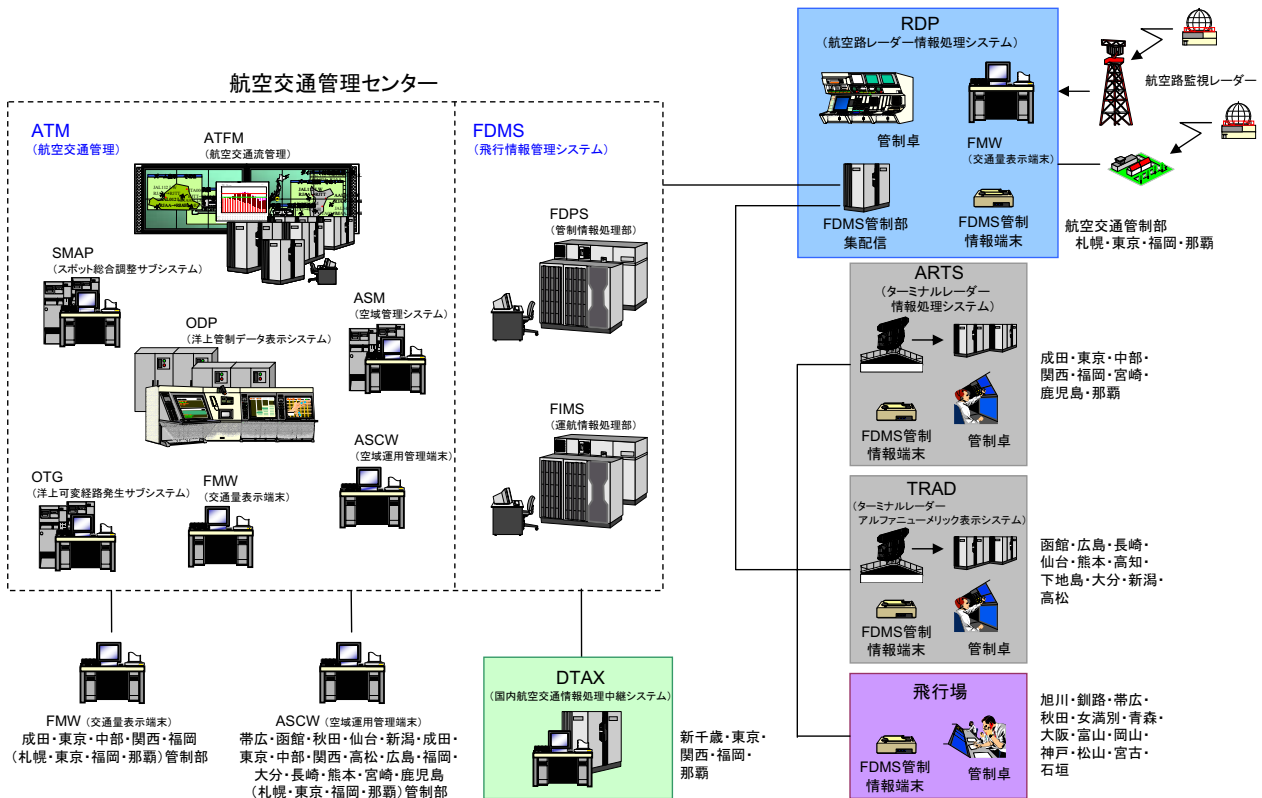 航空交通管理センター
ATM
(航空交通管理)
ATFM
(航空交通流管理)
SMAP
(スポット総合調整サブシステム)
ASM
(空域管理システム)
ODP
(洋上管制データ表示システム)
ASCW
(空域運用管理端末)
OTG
(洋上可変経路発生サブシステム)
FMW
(交通量表示端末)
FDMS
(飛行情報管理システム)
FDPS
(管制情報処理部)
FIMS
(運航情報処理部)
FMW (交通量表示端末)
成田・東京・中部・関西・福岡
(札幌・東京・福岡・那覇)管制部
ASCW (空域運用管理端末)
帯広・函館・秋田・仙台・新潟・成田・
東京・中部・関西・高松・広島・福岡・
大分・長崎・熊本・宮崎・鹿児島
(札幌・東京・福岡・那覇)管制部
DTAX
(国内航空交通情報処理中継システム)
新千歳・東京・
関西・福岡・
那覇
RDP
(航空路レーダー情報処理システム)
管制卓
FMW
(交通量表示端末)
FDMS管制部
集配信
FDMS管制
情報端末
航空路監視レーダー
航空交通管制部
札幌・東京・福岡・那覇
ARTS
(ターミナルレーダー
情報処理システム)
FDMS管制
情報端末
管制卓
成田・東京・中部・
関西・福岡・宮崎・
鹿児島・那覇
TRAD
(ターミナルレーダー
アルファニューメリック表示システム)
FDMS管制
情報端末
管制卓
函館・広島・長崎・
仙台・熊本・高知・
下地島・大分・新潟・
高松
飛行場
FDMS管制
情報端末
管制卓
旭川・釧路・帯広・
秋田・女満別・青森・
大阪・富山・岡山・
神戸・松山・宮古・
石垣